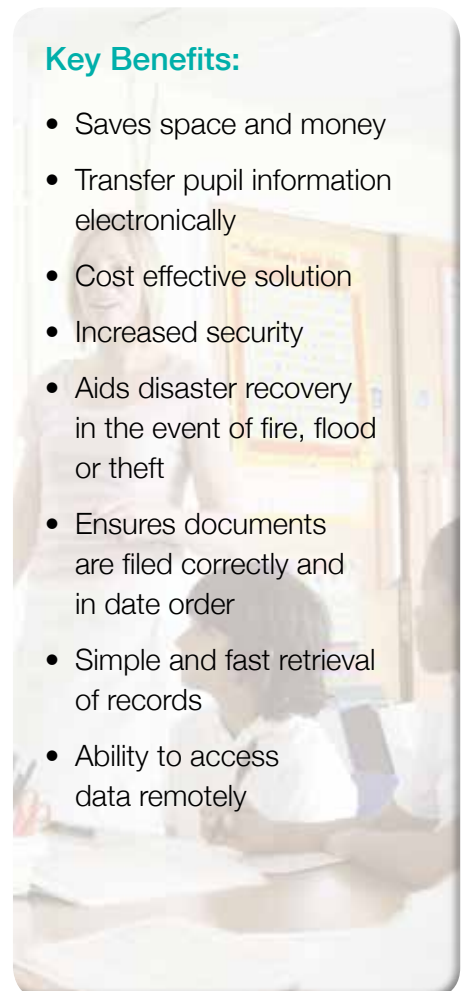 Key Benefits:
• Saves space and money
• Transfer pupil information
electronically
• Cost effective solution
• Increased security
• Aids disaster recovery
in the event of fire, flood
or theft
• Ensures documents
are filed correctly and
in date order
• Simple and fast retrieval
of records
• Ability to access
data remotely